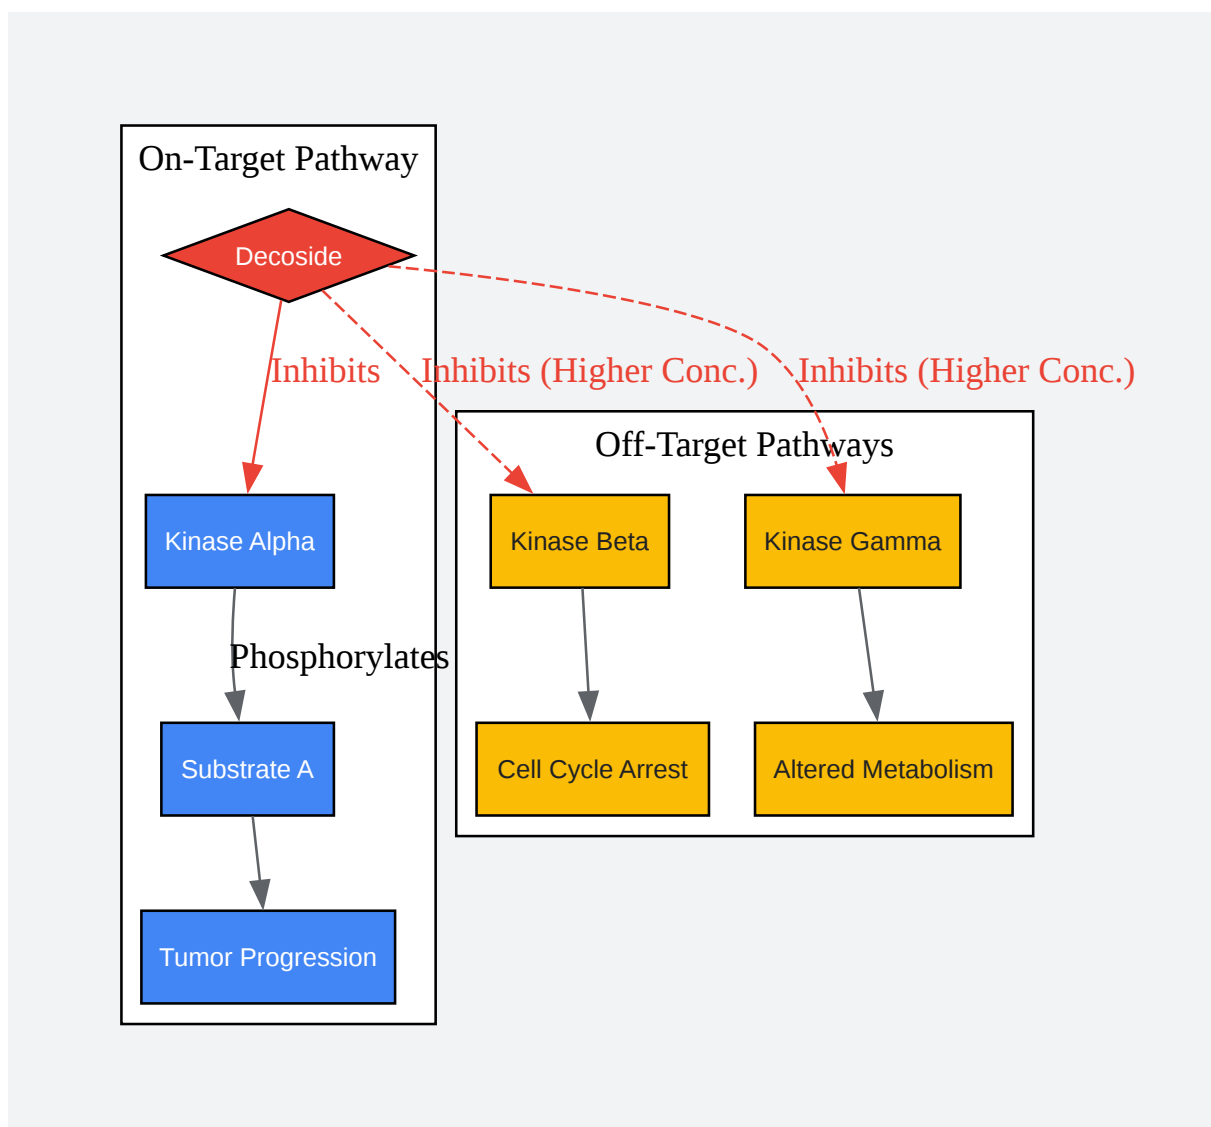 On-Target Pathway
Decoside
Inhibits
Inhibits (Higher Conc.)
Inhibits (Higher Conc.)
Off-Target Pathways
Kinase Alpha
Kinase Beta
Kinase Gamma
Phosphorylates
Substrate A
Cell Cycle Arrest
Altered Metabolism
Tumor Progression